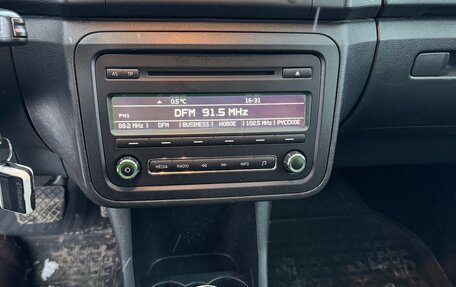 AS TP
0.5°C 16:31
DFM 91.5 MHz
FM1
88.2 MHz | DFM | BUSINESS | НОВОЕ | 102.5 MHz | РУССКОЕ
MEDIA RADIO INFO